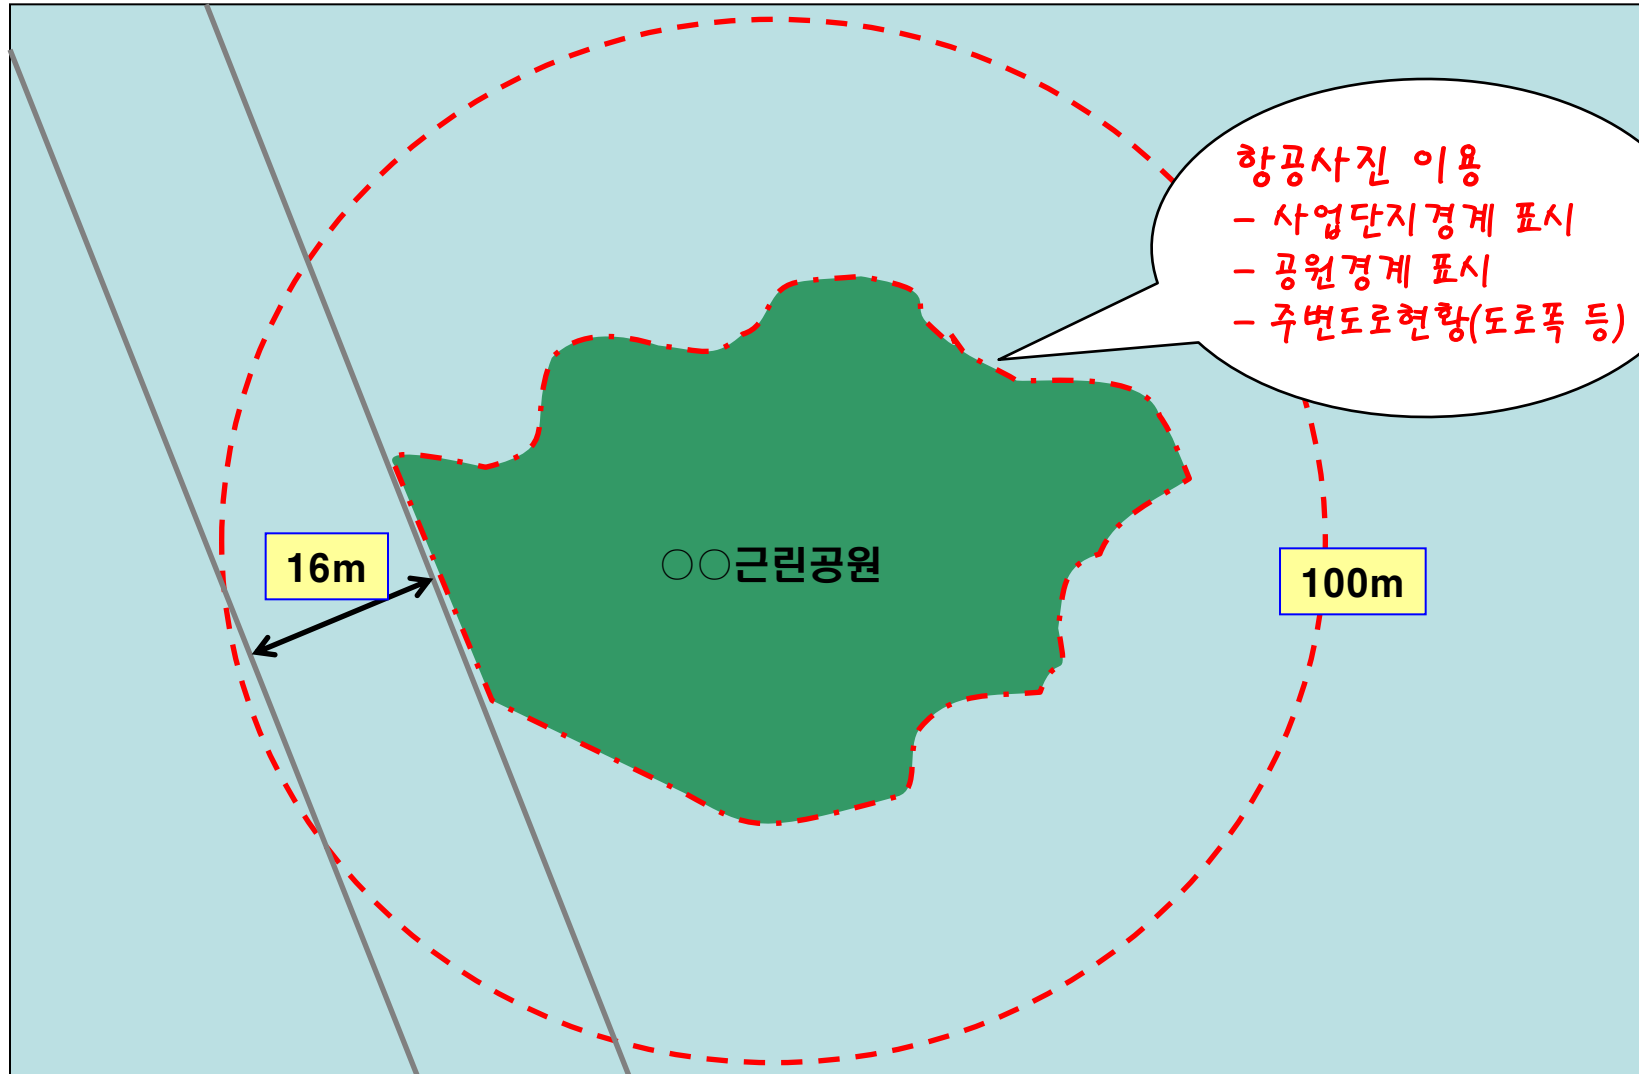 항공사진 이용
- 사업단지경계 표시
- 공원경계 표시
- 주변도로현황(도로폭 등)
16m
○○근린공원
100m